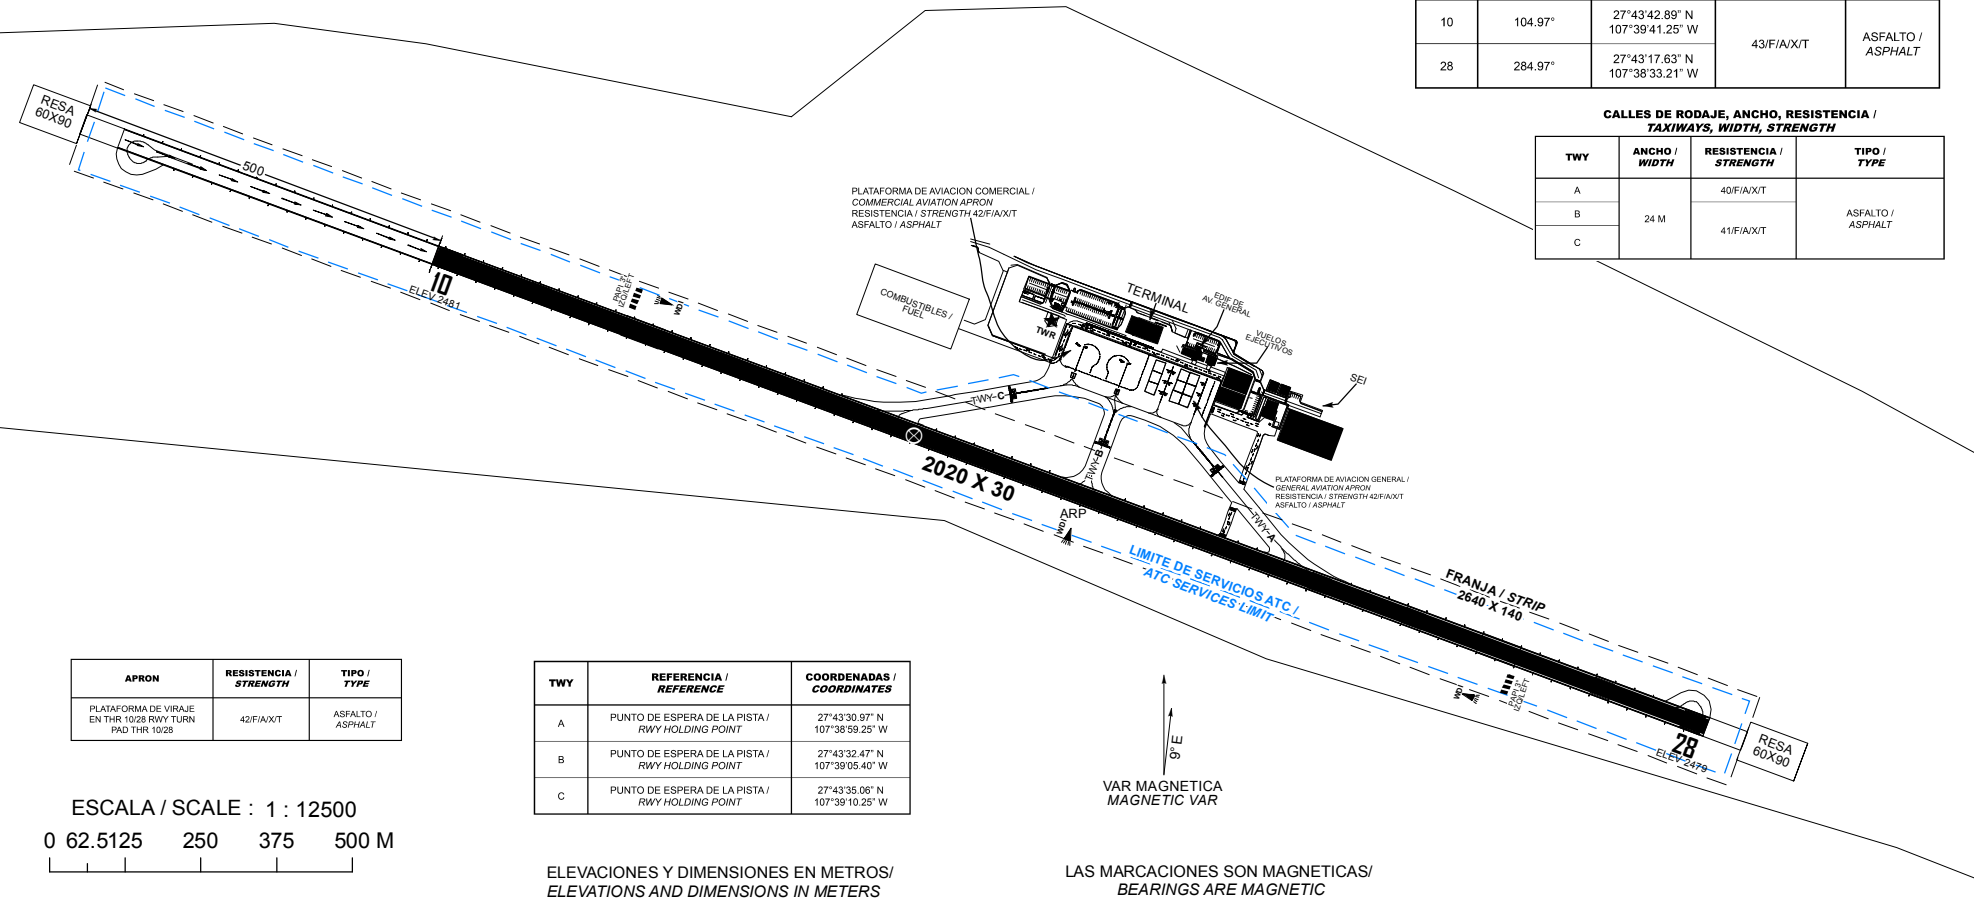 10
104.97°
27°43'42.89" N
107°39'41.25" W
43/F/A/X/T
ASFALTO /
ASPHALT
28
284.97°
27°43'17.63" N
107°38'33.21" W
CALLES DE RODAJE, ANCHO, RESISTENCIA /
TAXIWAYS, WIDTH, STRENGTH
TWY
ANCHO /
WIDTH
RESISTENCIA /
STRENGTH
TIPO /
TYPE
A
40/F/A/X/T
B
24 M
41/F/A/X/T
ASFALTO /
ASPHALT
C
RESA
60X90
500
10
ELEV 2481
PAPI 3°
IZQ/LEFT
WDI
PLATAFORMA DE AVIACION COMERCIAL /
COMMERCIAL AVIATION APRON
RESISTENCIA / STRENGTH 42/F/A/X/T
ASFALTO / ASPHALT
COMBUSTIBLES /
FUEL
TWR
TERMINAL
EDIF DE
AV. GENERAL
VUELOS
EJECUTIVOS
SEI
TWY-C
TWY-B
TWY-A
2020 X 30
ARP
WDI
PLATAFORMA DE AVIACION GENERAL /
GENERAL AVIATION APRON
RESISTENCIA / STRENGTH 42/F/A/X/T
ASFALTO / ASPHALT
LIMITE DE SERVICIOS ATC /
ATC SERVICES LIMIT
FRANJA / STRIP
2640 X 140
WDI
PAPI 3°
IZQ/LEFT
28
ELEV 2479
RESA
60X90
APRON
RESISTENCIA /
STRENGTH
TIPO /
TYPE
PLATAFORMA DE VIRAJE
EN THR 10/28 RWY TURN
PAD THR 10/28
42/F/A/X/T
ASFALTO /
ASPHALT
TWY
REFERENCIA /
REFERENCE
COORDENADAS /
COORDINATES
A
PUNTO DE ESPERA DE LA PISTA /
RWY HOLDING POINT
27°43'30.97" N
107°38'59.25" W
B
PUNTO DE ESPERA DE LA PISTA /
RWY HOLDING POINT
27°43'32.47" N
107°39'05.40" W
C
PUNTO DE ESPERA DE LA PISTA /
RWY HOLDING POINT
27°43'35.06" N
107°39'10.25" W
9° E
VAR MAGNETICA
MAGNETIC VAR
ESCALA / SCALE : 1 : 12500
0 62.5125 250 375 500 M
ELEVACIONES Y DIMENSIONES EN METROS/
ELEVATIONS AND DIMENSIONS IN METERS
LAS MARCACIONES SON MAGNETICAS/
BEARINGS ARE MAGNETIC